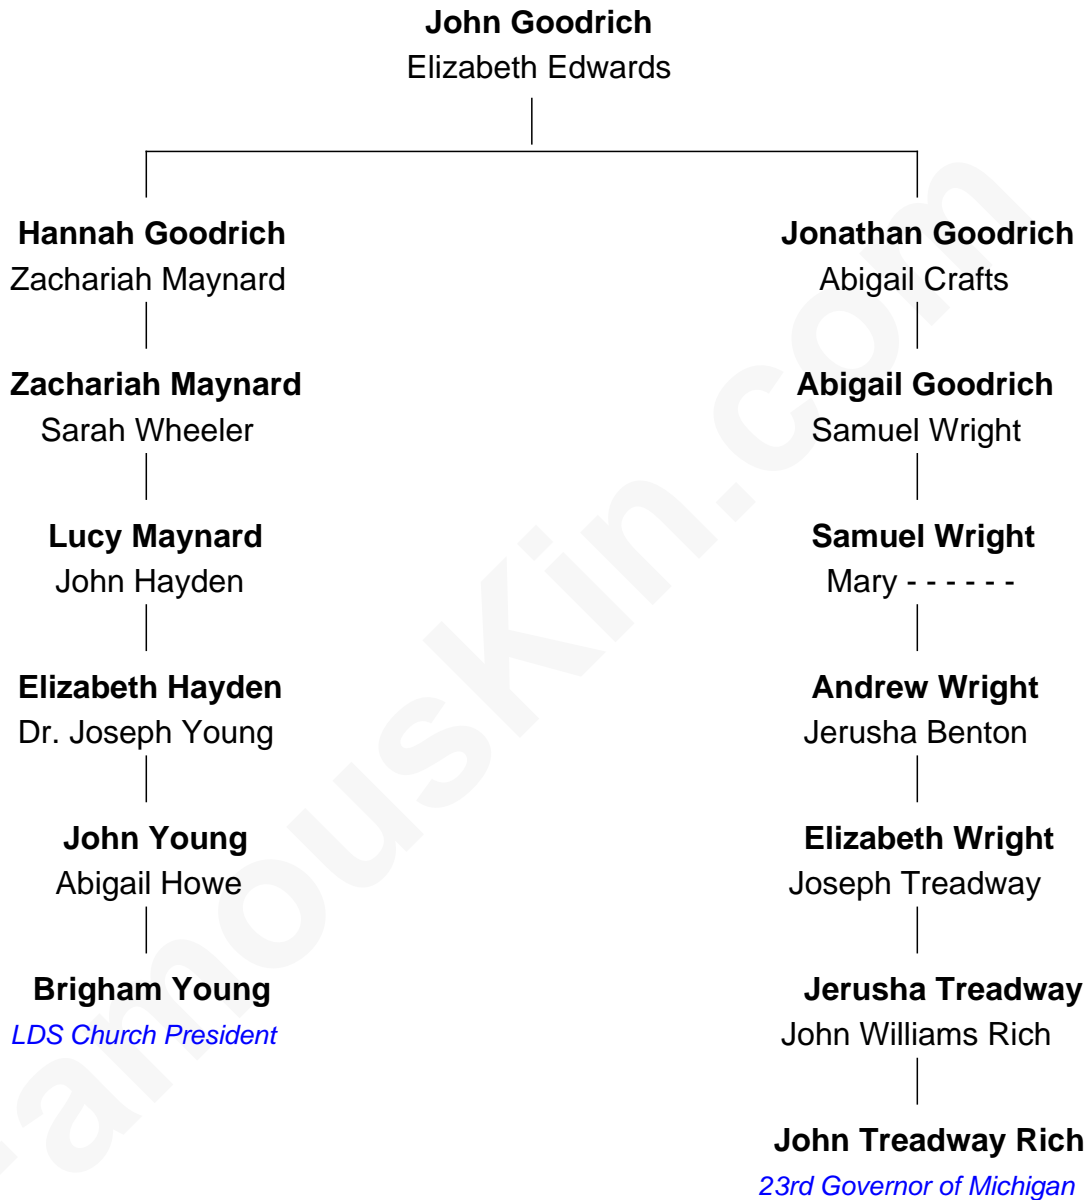 John Goodrich
Elizabeth Edwards
Hannah Goodrich
Zachariah Maynard
Jonathan Goodrich
Abigail Crafts
Zachariah Maynard
Sarah Wheeler
Abigail Goodrich
Samuel Wright
Lucy Maynard
John Hayden
Samuel Wright
Mary - - - - - -
Elizabeth Hayden
Dr. Joseph Young
Andrew Wright
Jerusha Benton
John Young
Abigail Howe
Elizabeth Wright
Joseph Treadway
Brigham Young
LDS Church President
Jerusha Treadway
John Williams Rich
John Treadway Rich
23rd Governor of Michigan
FamousKin.com